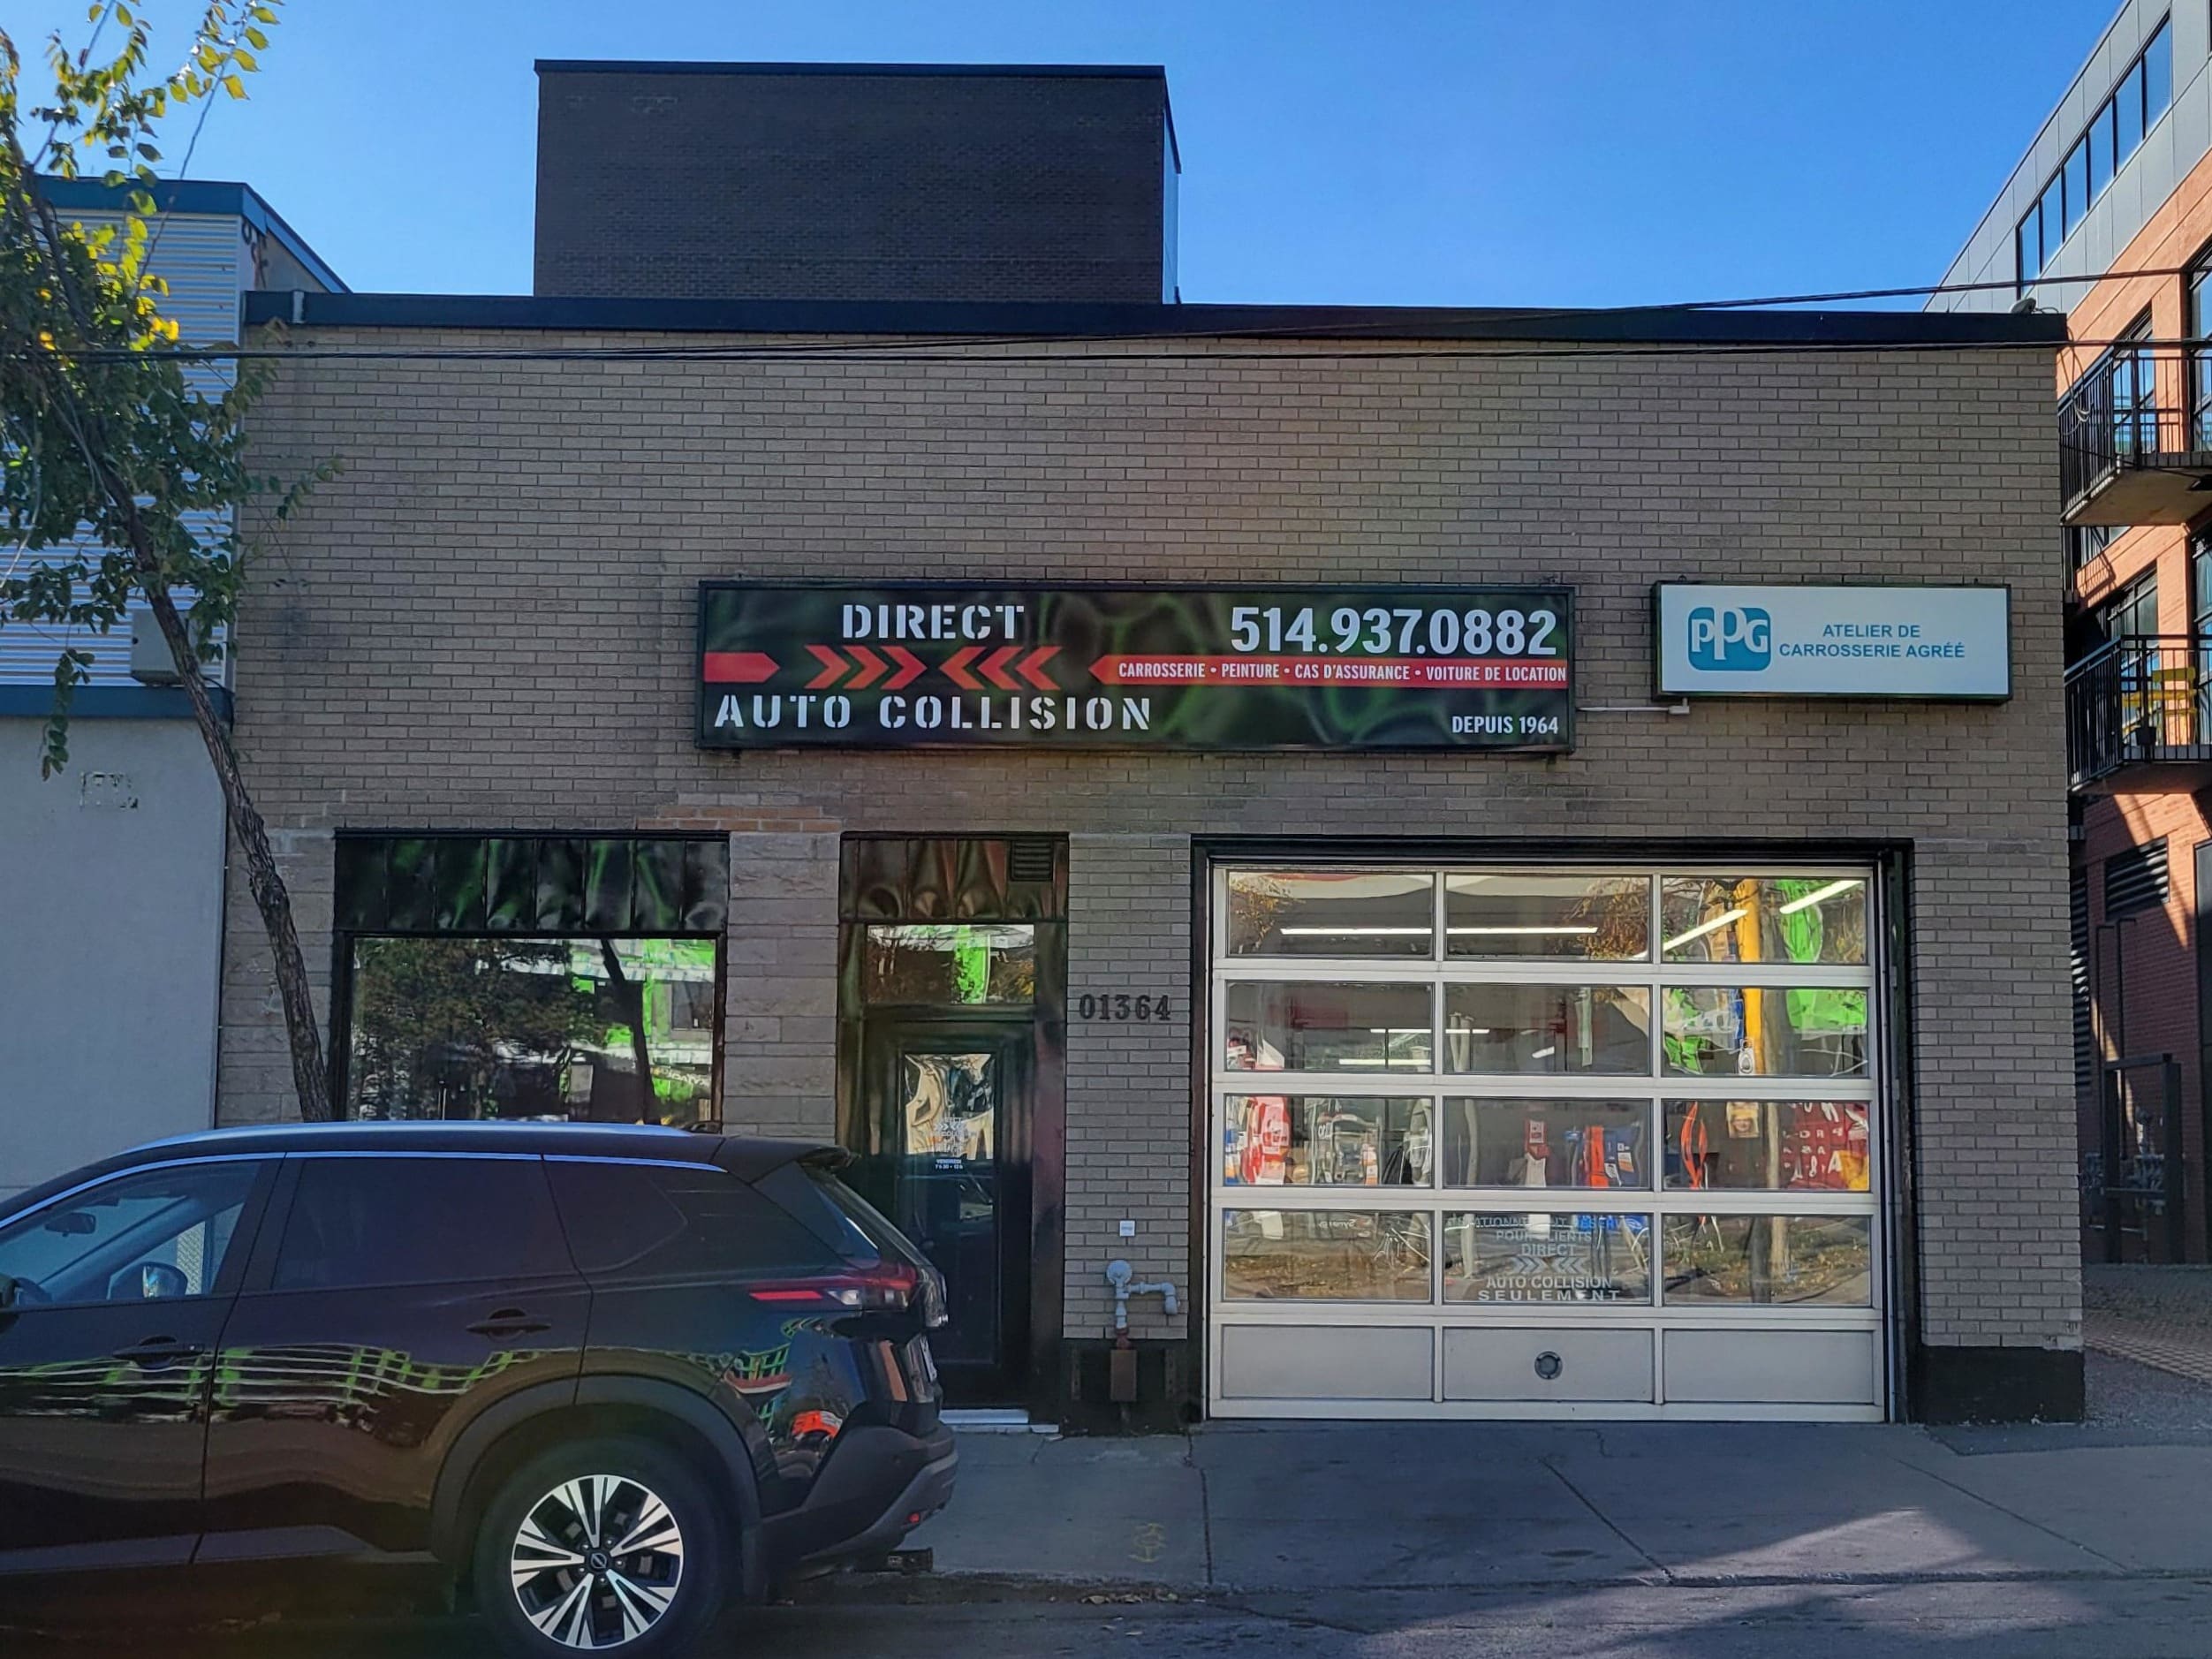 DIRECT
AUTO COLLISION
514.937.0882
CARROSSERIE • PEINTURE • CAS D'ASSURANCE • VOITURE DE LOCATION
DEPUIS 1964
PPG
ATELIER DE
CARROSSERIE AGRÉÉ
01364
VENDREDI
POUR CLIENTS
DIRECT
AUTO COLLISION
SEULEMENT